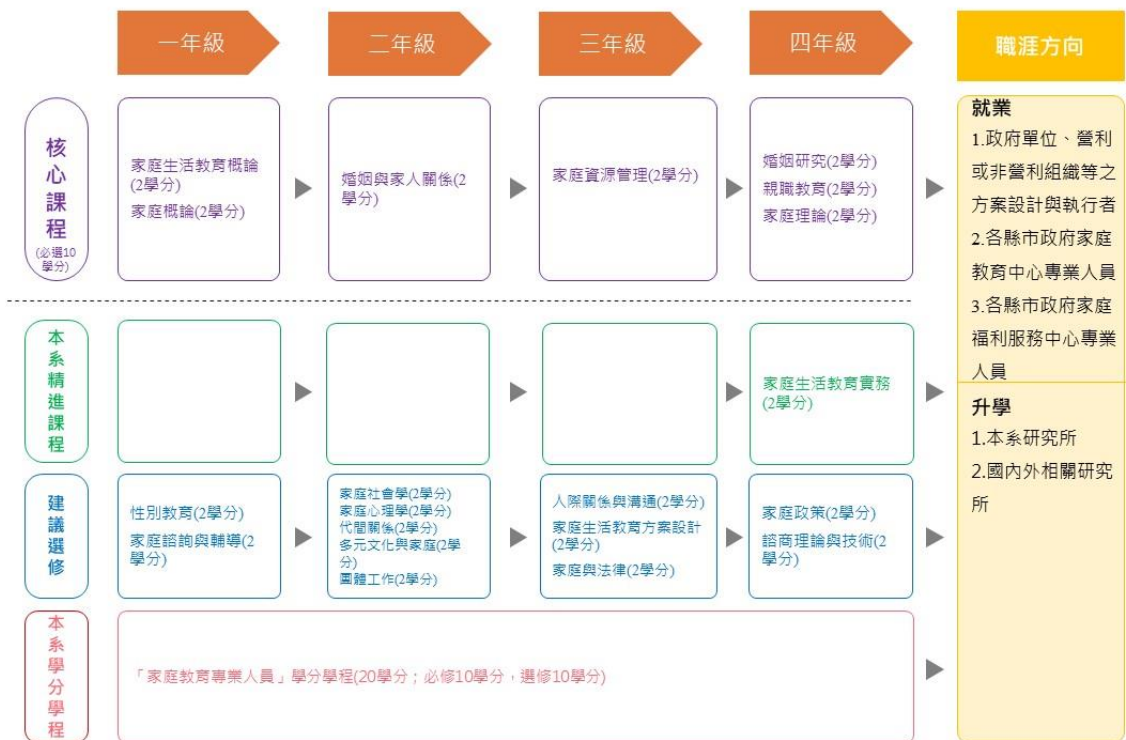 一年級
二年級
三年級
四年級
職涯方向
核心課程
(必選10
學分)
家庭生活教育概論
(2學分)
家庭概論(2學分)
婚姻與家人關係(2
學分)
家庭資源管理(2學分)
婚姻研究(2學分)
親職教育(2學分)
家庭理論(2學分)
本系精進課程
家庭生活教育實務
(2學分)
建議選修
性別教育(2學分)
家庭諮詢與輔導(2
學分)
家庭社會學(2學分)
家庭心理學(2學分)
代間關係(2學分)
多元文化與家庭(2學
分)
團體工作(2學分)
人際關係與溝通(2學分)
家庭生活教育方案設計
(2學分)
家庭與法律(2學分)
家庭政策(2學分)
諮商理論與技術(2
學分)
本系學分學程
「家庭教育專業人員」學分學程(20學分；必修10學分，選修10學分)
就業
1.政府單位、營利
或非營利組織等之
方案設計與執行者
2.各縣市政府家庭
教育中心專業人員
3.各縣市政府家庭
福利服務中心專業
人員
升學
1.本系研究所
2.國內外相關研究
所